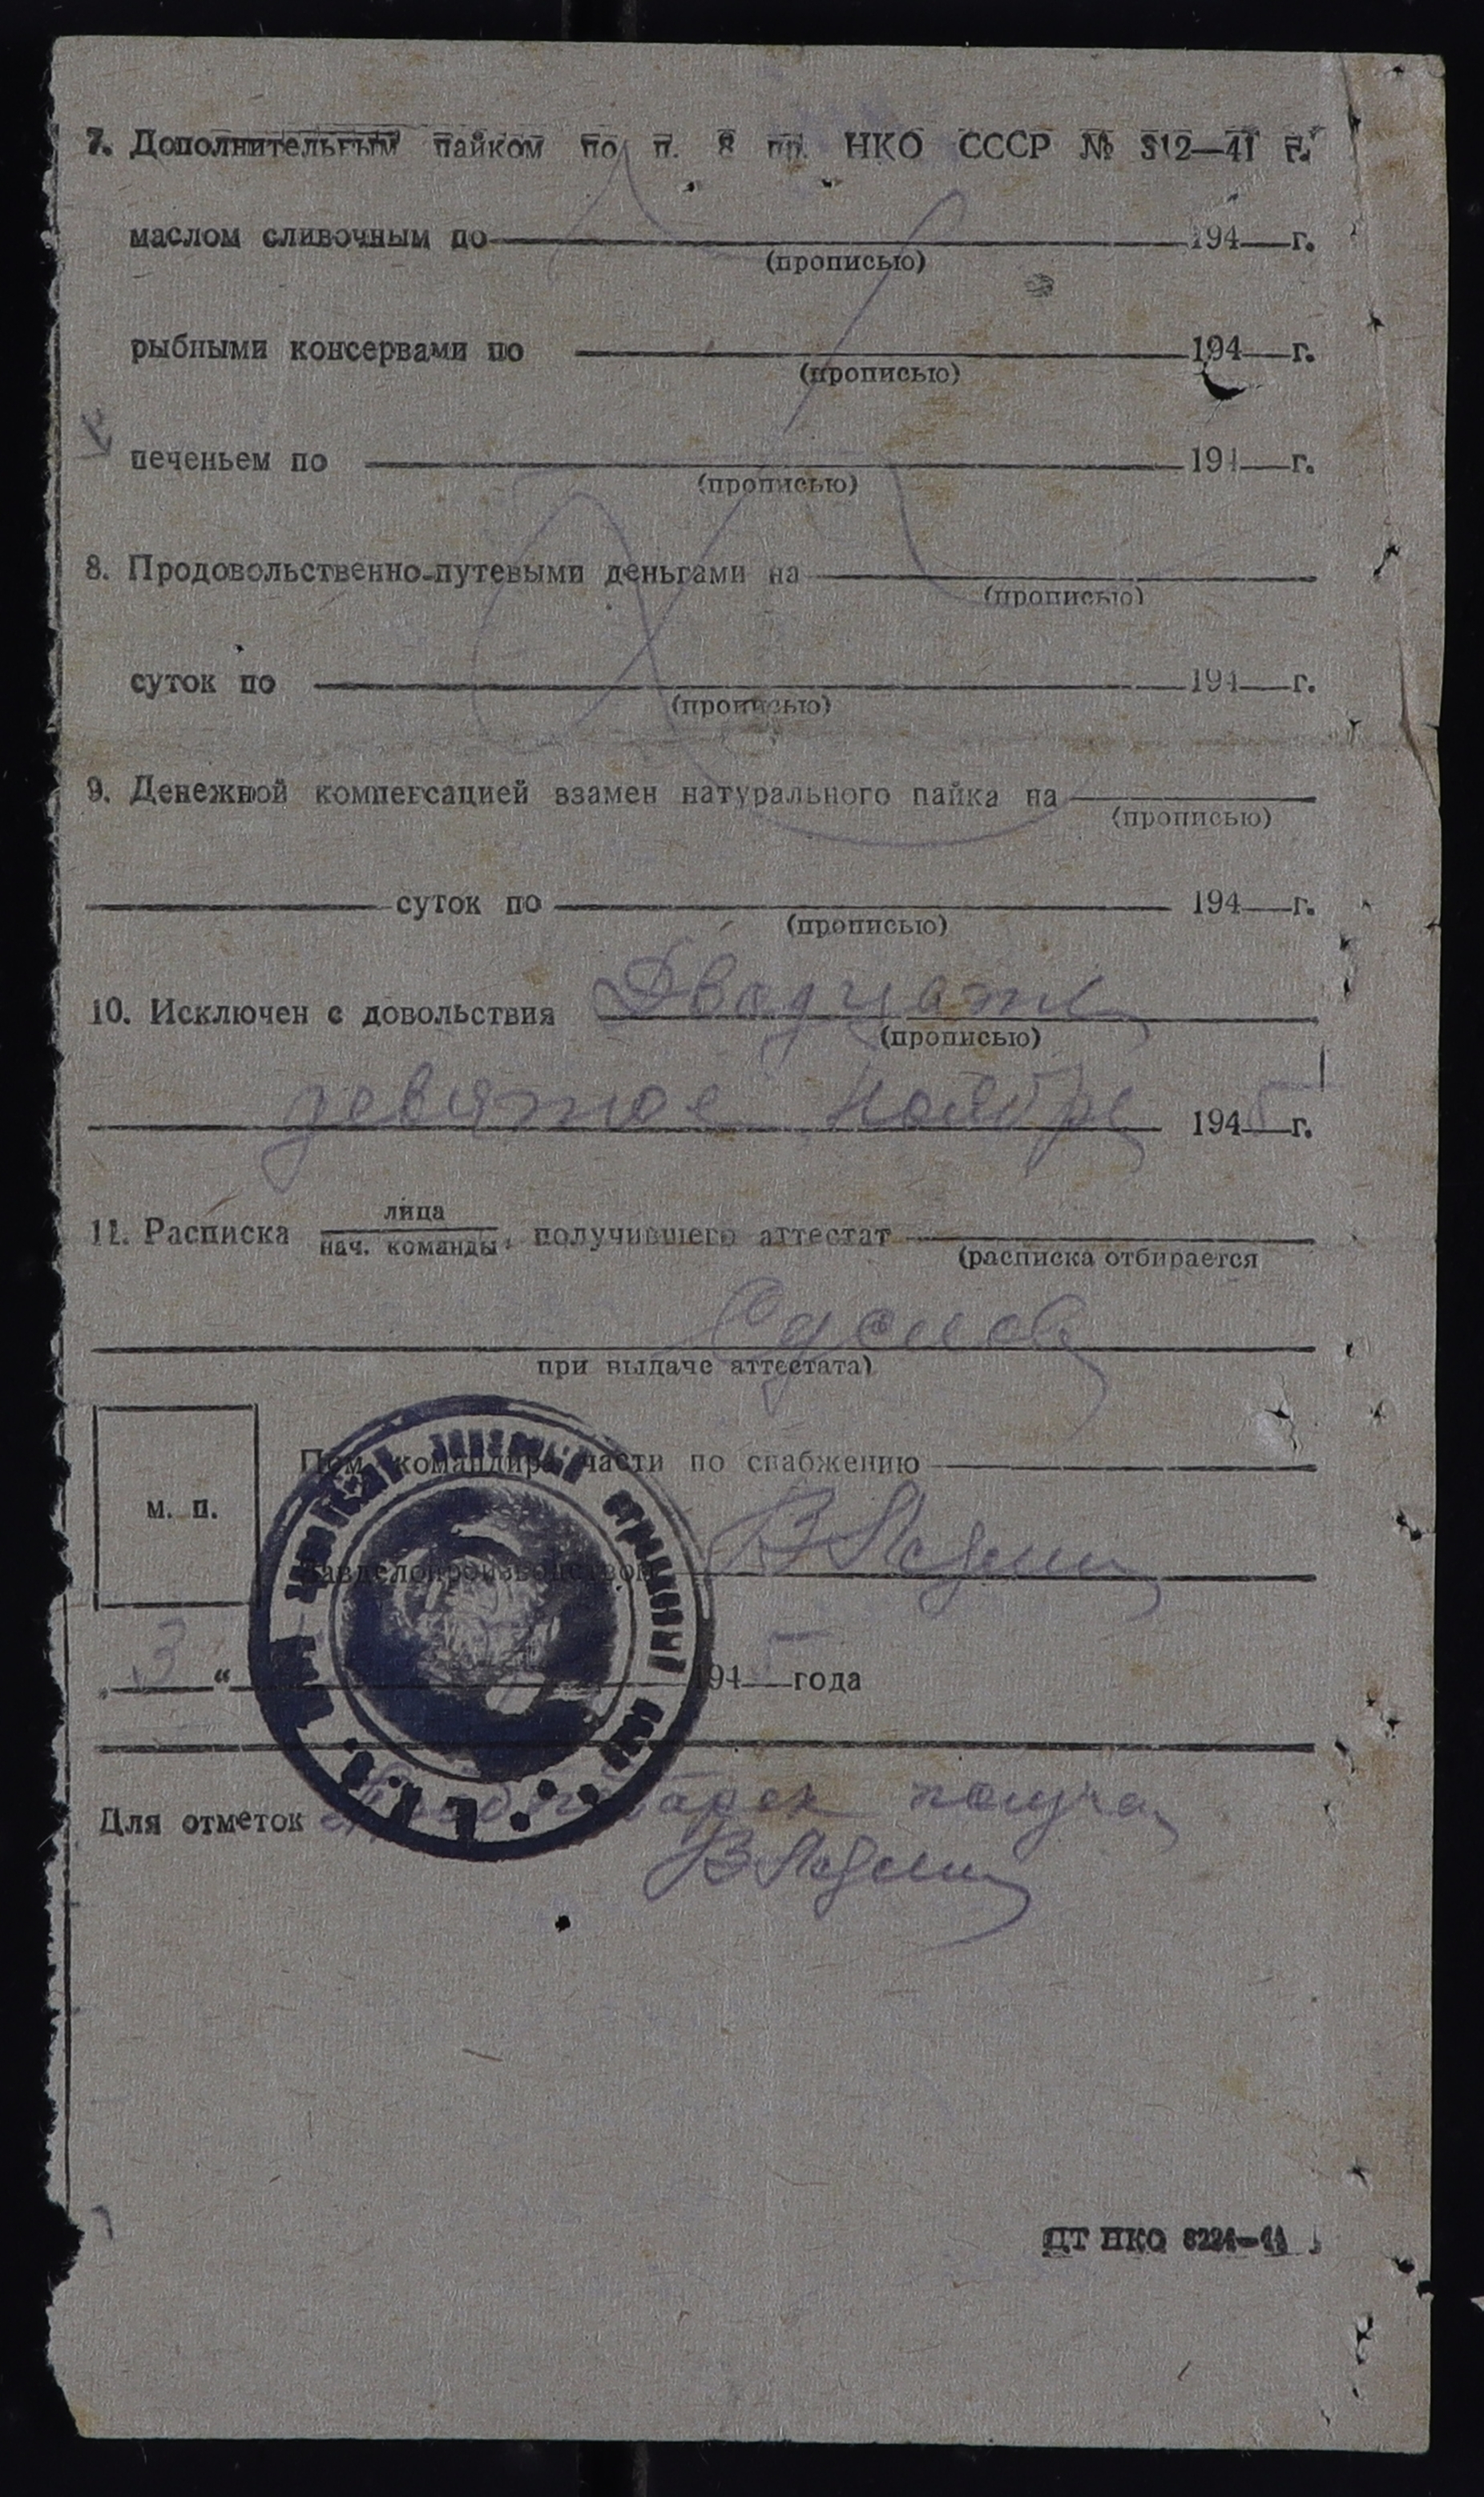 7. Дополнительным пайком по п. 8 пр. НКО СССР № 312—41 г.
маслом сливочным по 194 г.
(прописью)
рыбными консервами по 194 г.
(прописью)
печеньем по 194 г.
(прописью)
8. Продовольственно-путевыми деньгами на
(прописью)
суток по 194 г.
(прописью)
9. Денежной компенсацией взамен натурального пайка на
(прописью)
суток по 194 г.
(прописью)
10. Исключен с довольствия Двадцать
(прописью)
девятое ноября 1945 г.
лица
11. Расписка получившего аттестат
нач. команды
(расписка отбирается
при выдаче аттестата)
Пом. командира части по снабжению
м. п.
Завделопроизводством
3 “ 1945 года
Для отметок подарок получен